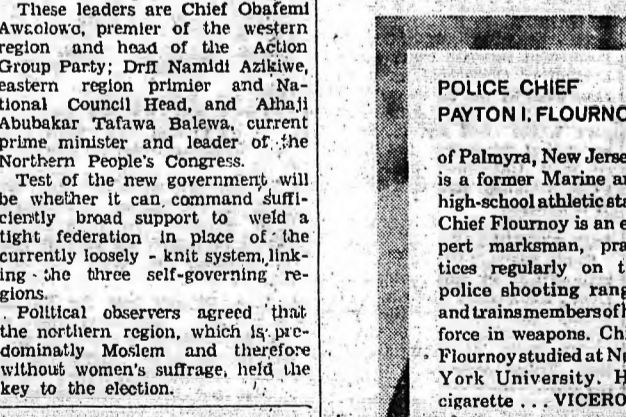 These leaders are Chief Obafemi
Awaolowo, premier of the western
region and head of the Action
Group Party; Drff Namidi Azikiwe,
eastern region primier and Na-
tional Council Head, and Alhaji
Abubakar Tafawa Balewa, current
prime minister and leader of the
Northern People's Congress.
Test of the new government will
be whether it can command suffi-
ciently broad support to weld a
tight federation in place of the
currently loosely - knit system, link-
ing the three self-governing re-
gions.
Political observers agreed that
the northern region, which is pre-
dominatly Moslem and therefore
without women's suffrage, held the
key to the election.
POLICE CHIEF
PAYTON I. FLOURNO
of Palmyra, New Jerse
is a former Marine a
high-school athletic sta
Chief Flournoy is an e
pert marksman, pra
tices regularly on t
police shooting rang
and trains members of h
force in weapons. Ch
Flournoy studied at N
York University. H
cigarette . . . VICERO